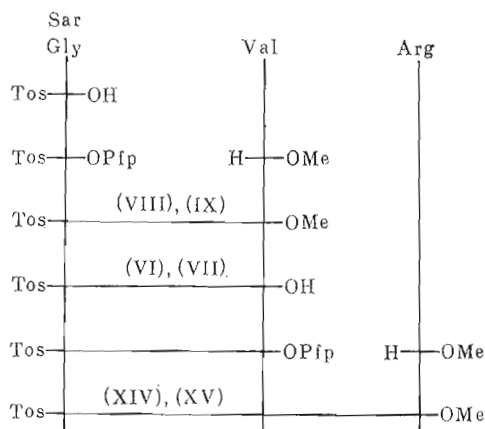 Sar
Gly Val Arg
Tos OH
Tos OPfp H OMe
(VIII), (IX)
Tos OMe
(VI), (VII)
Tos OH
Tos OPfp H OMe
(XIV), (XV)
Tos OMe